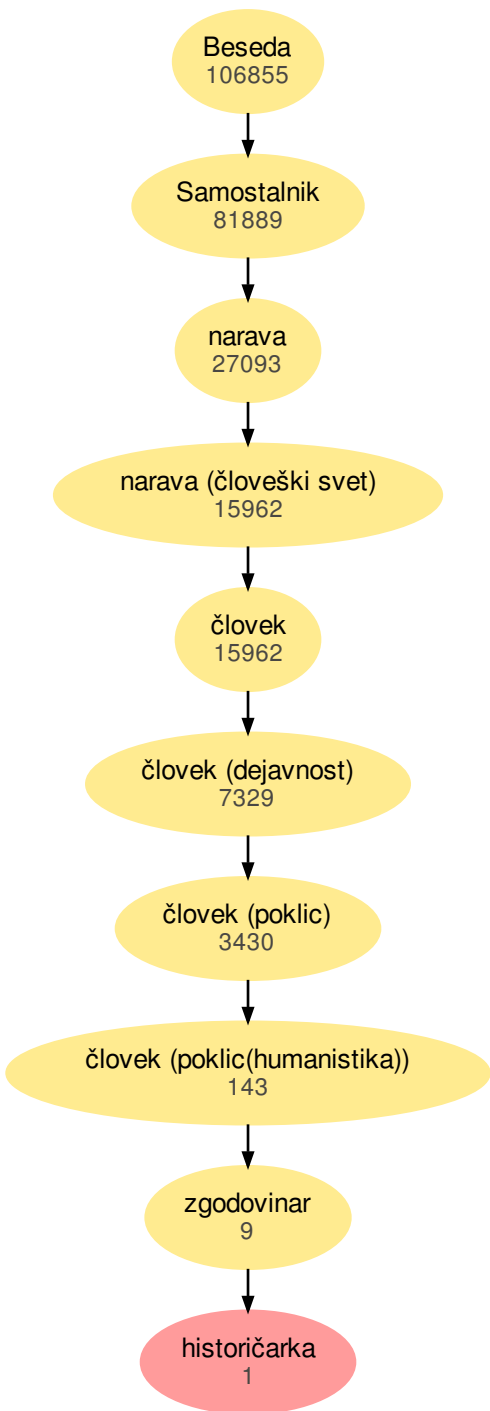 Beseda
106855
Samostalnik
81889
narava
27093
narava (človeški svet)
15962
človek
15962
človek (dejavnost)
7329
človek (poklic)
3430
človek (poklic(humanistika))
143
zgodovinar
9
historičarka
1